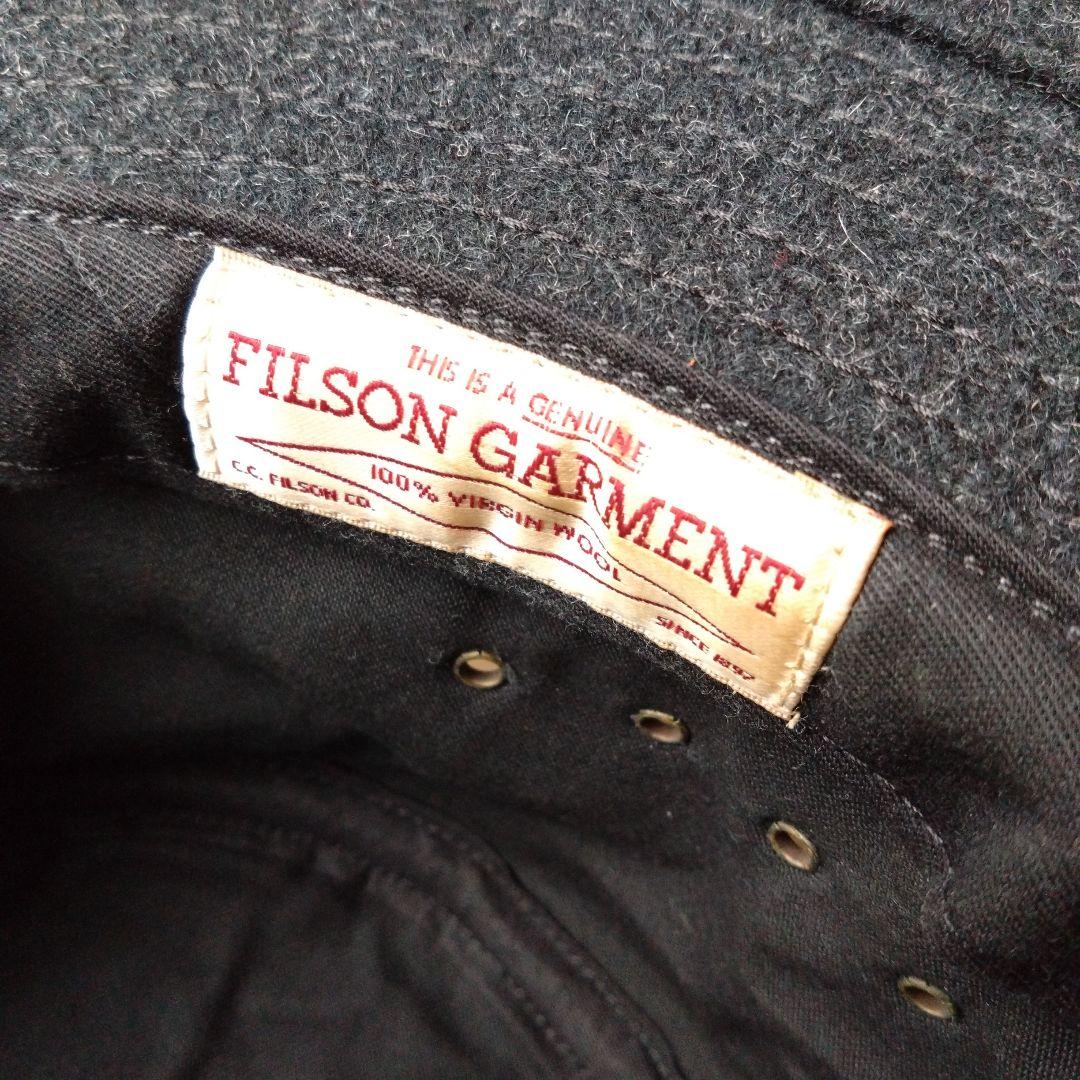 THIS IS A GENUINE
FILSON GARMENT
100% VIRGIN WOOL
C.C. FILSON CO.
SINCE 1897